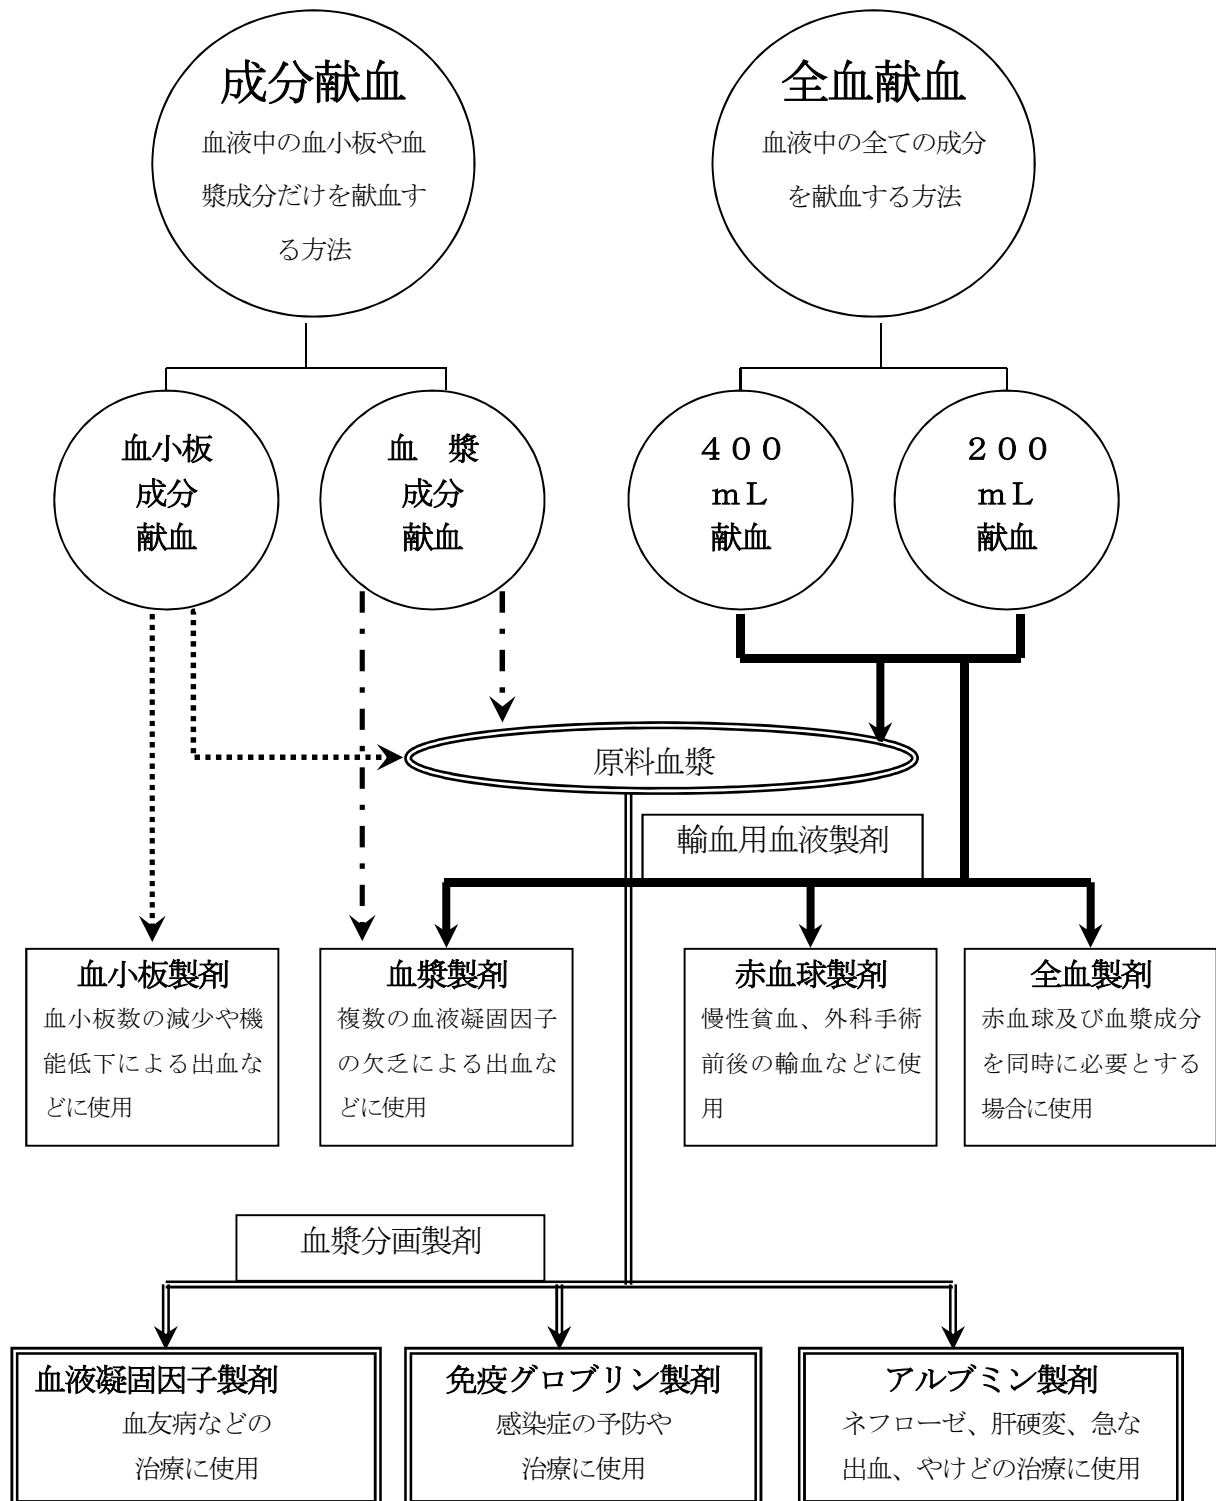 成分献血
血液中の血小板や血
漿成分だけを献血す
る方法
全血献血
血液中の全ての成分
を献血する方法
血小板
成分
献血
血　漿
成分
献血
４００
ｍＬ
献血
２００
ｍＬ
献血
原料血漿
輸血用血液製剤
血小板製剤
血小板数の減少や機
能低下による出血な
どに使用
血漿製剤
複数の血液凝固因子
の欠乏による出血な
どに使用
赤血球製剤
慢性貧血、外科手術
前後の輸血などに使
用
全血製剤
赤血球及び血漿成分
を同時に必要とする
場合に使用
血漿分画製剤
血液凝固因子製剤
血友病などの
治療に使用
免疫グロブリン製剤
感染症の予防や
治療に使用
アルブミン製剤
ネフローゼ、肝硬変、急な
出血、やけどの治療に使用